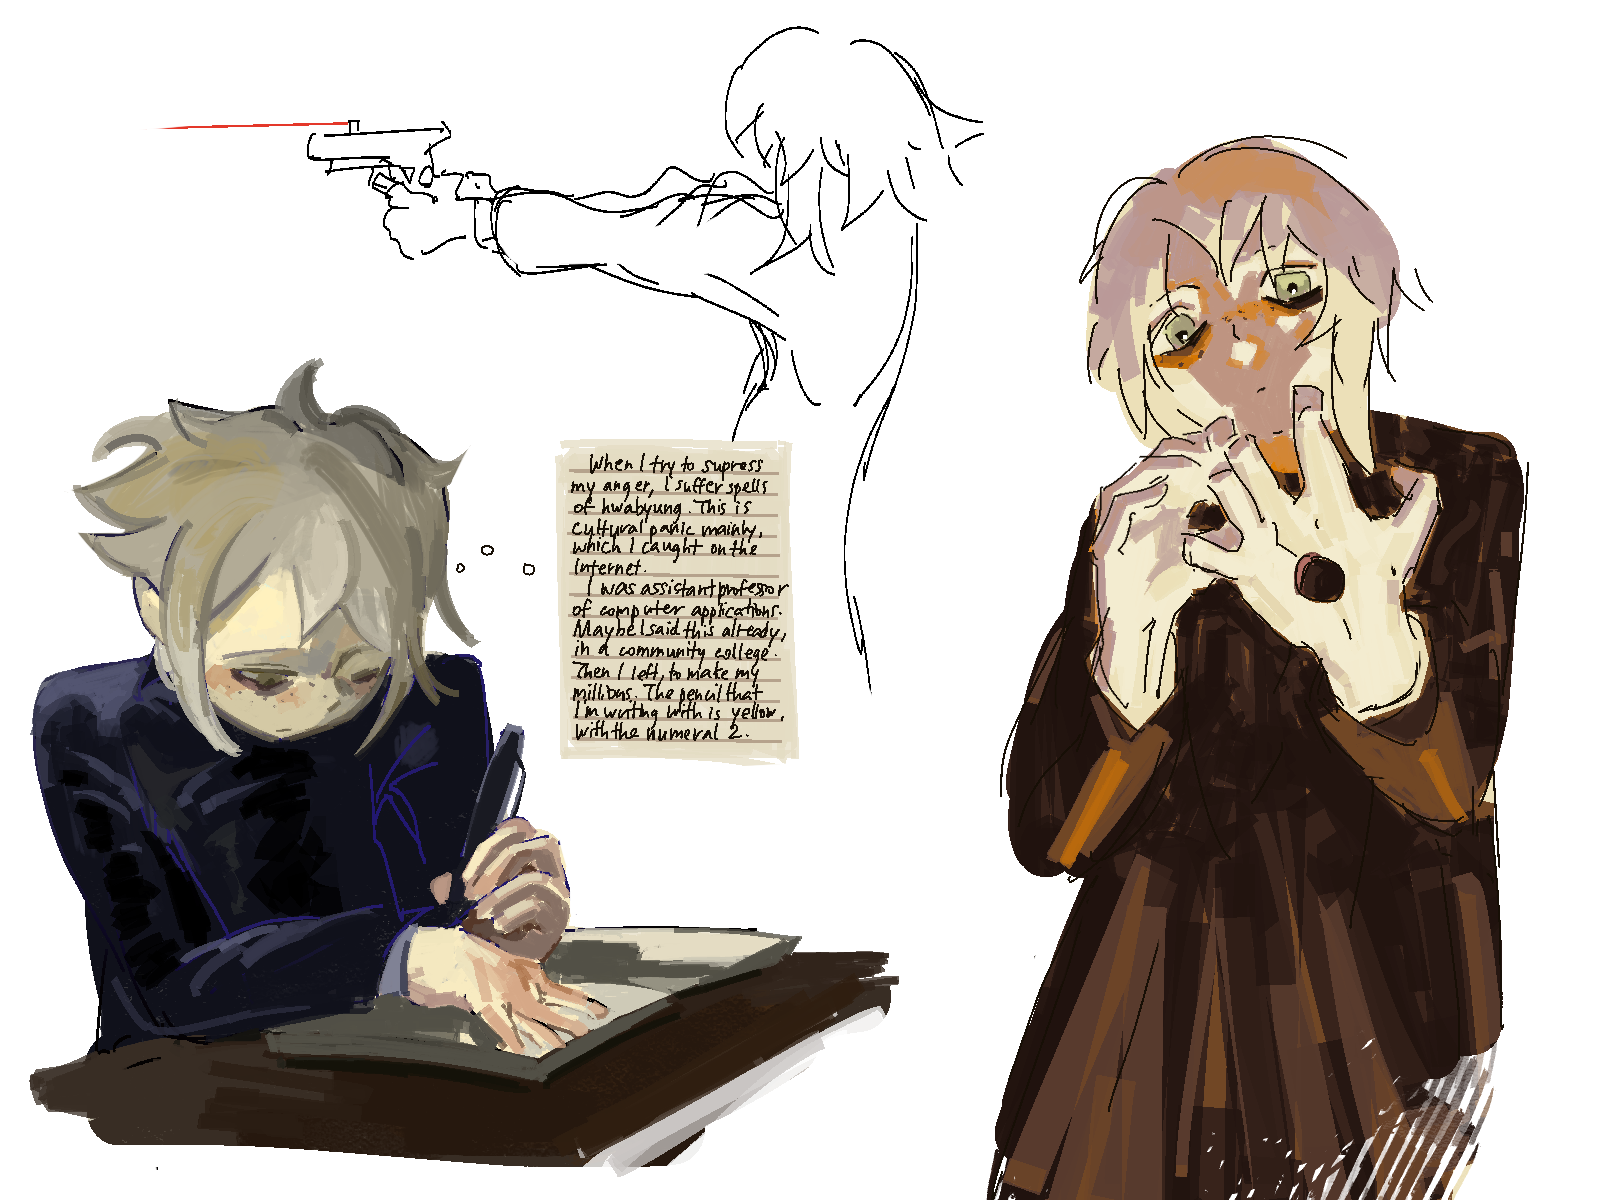 When I try to supress
my anger, I suffer spells
of hwabyung. This is
cultural panic mainly,
which I caught on the
Internet.
I was assistant professor
of computer applications.
Maybe I said this already,
in a community college.
Then I left, to make my
millions. The pencil that
I'm writing with is yellow,
with the numeral 2.